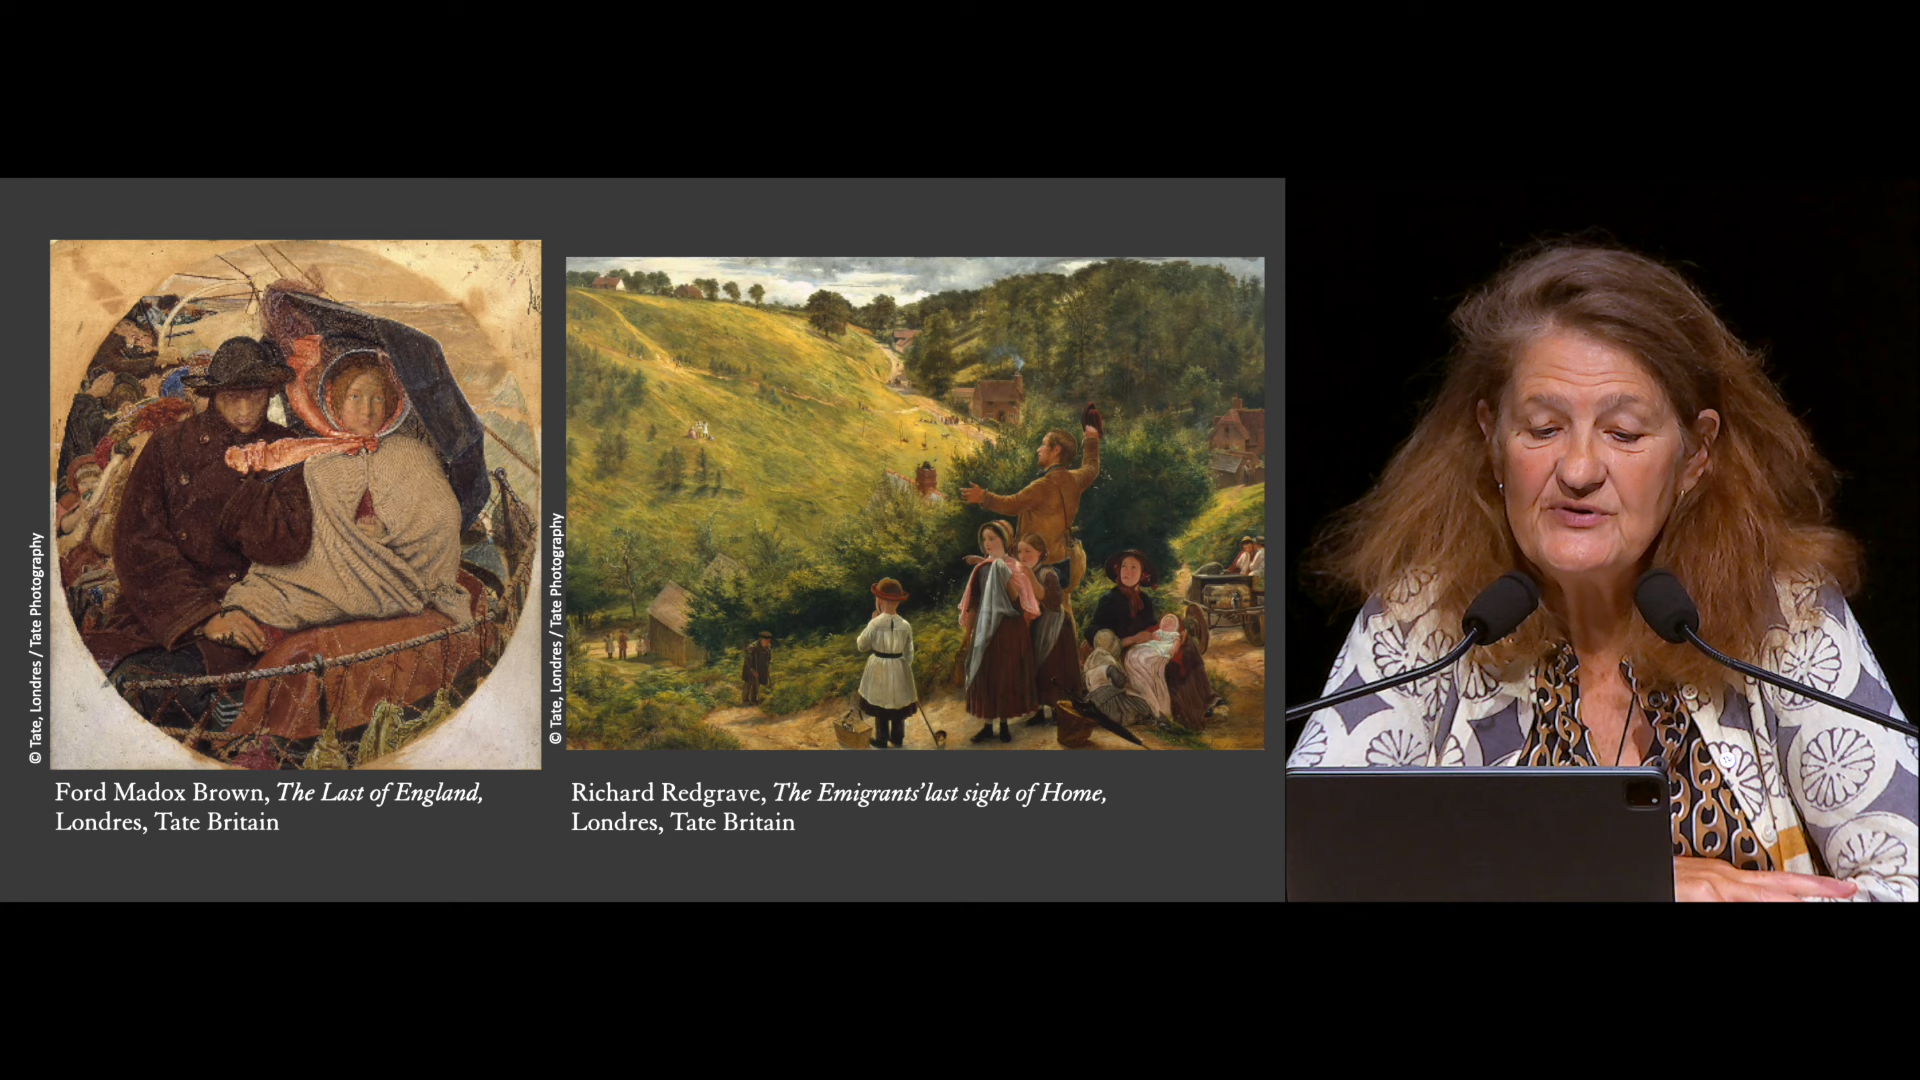 © Tate, Londres / Tate Photography
Ford Madox Brown, The Last of England,
Londres, Tate Britain
© Tate, Londres / Tate Photography
Richard Redgrave, The Emigrants'last sight of Home,
Londres, Tate Britain